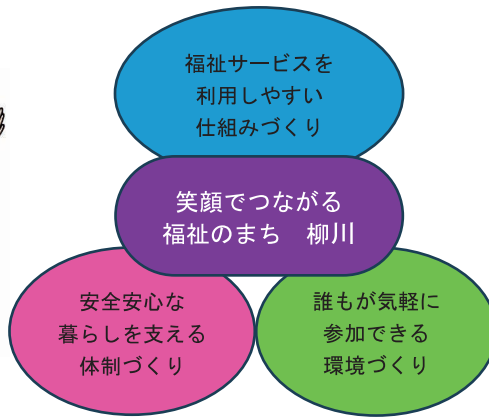 福祉サービスを
利用しやすい
仕組みづくり
笑顔でつながる
福祉のまち　柳川
安全安心な
暮らしを支える
体制づくり
誰もが気軽に
参加できる
環境づくり